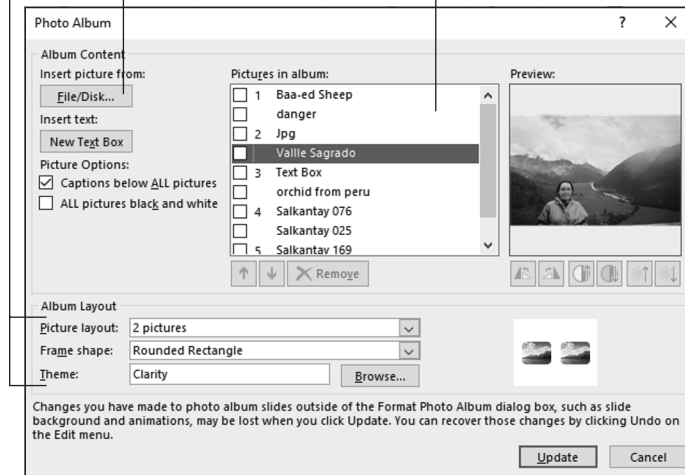 Photo Album ? ×
Album Content
Insert picture from:
File/Disk...
Insert text:
New Text Box
Picture Options:
Captions below ALL pictures
ALL pictures black and white
Pictures in album:
1 Baa-ed Sheep
danger
2 Jpg
Vallle Sagrado
3 Text Box
orchid from peru
4 Salkantay 076
Salkantay 025
5 Salkantay 169
Remove
Preview:
Album Layout
Picture layout: 2 pictures
Frame shape: Rounded Rectangle
Theme: Clarity Browse...
Changes you have made to photo album slides outside of the Format Photo Album dialog box, such as slide
background and animations, may be lost when you click Update. You can recover those changes by clicking Undo on
the Edit menu.
Update Cancel